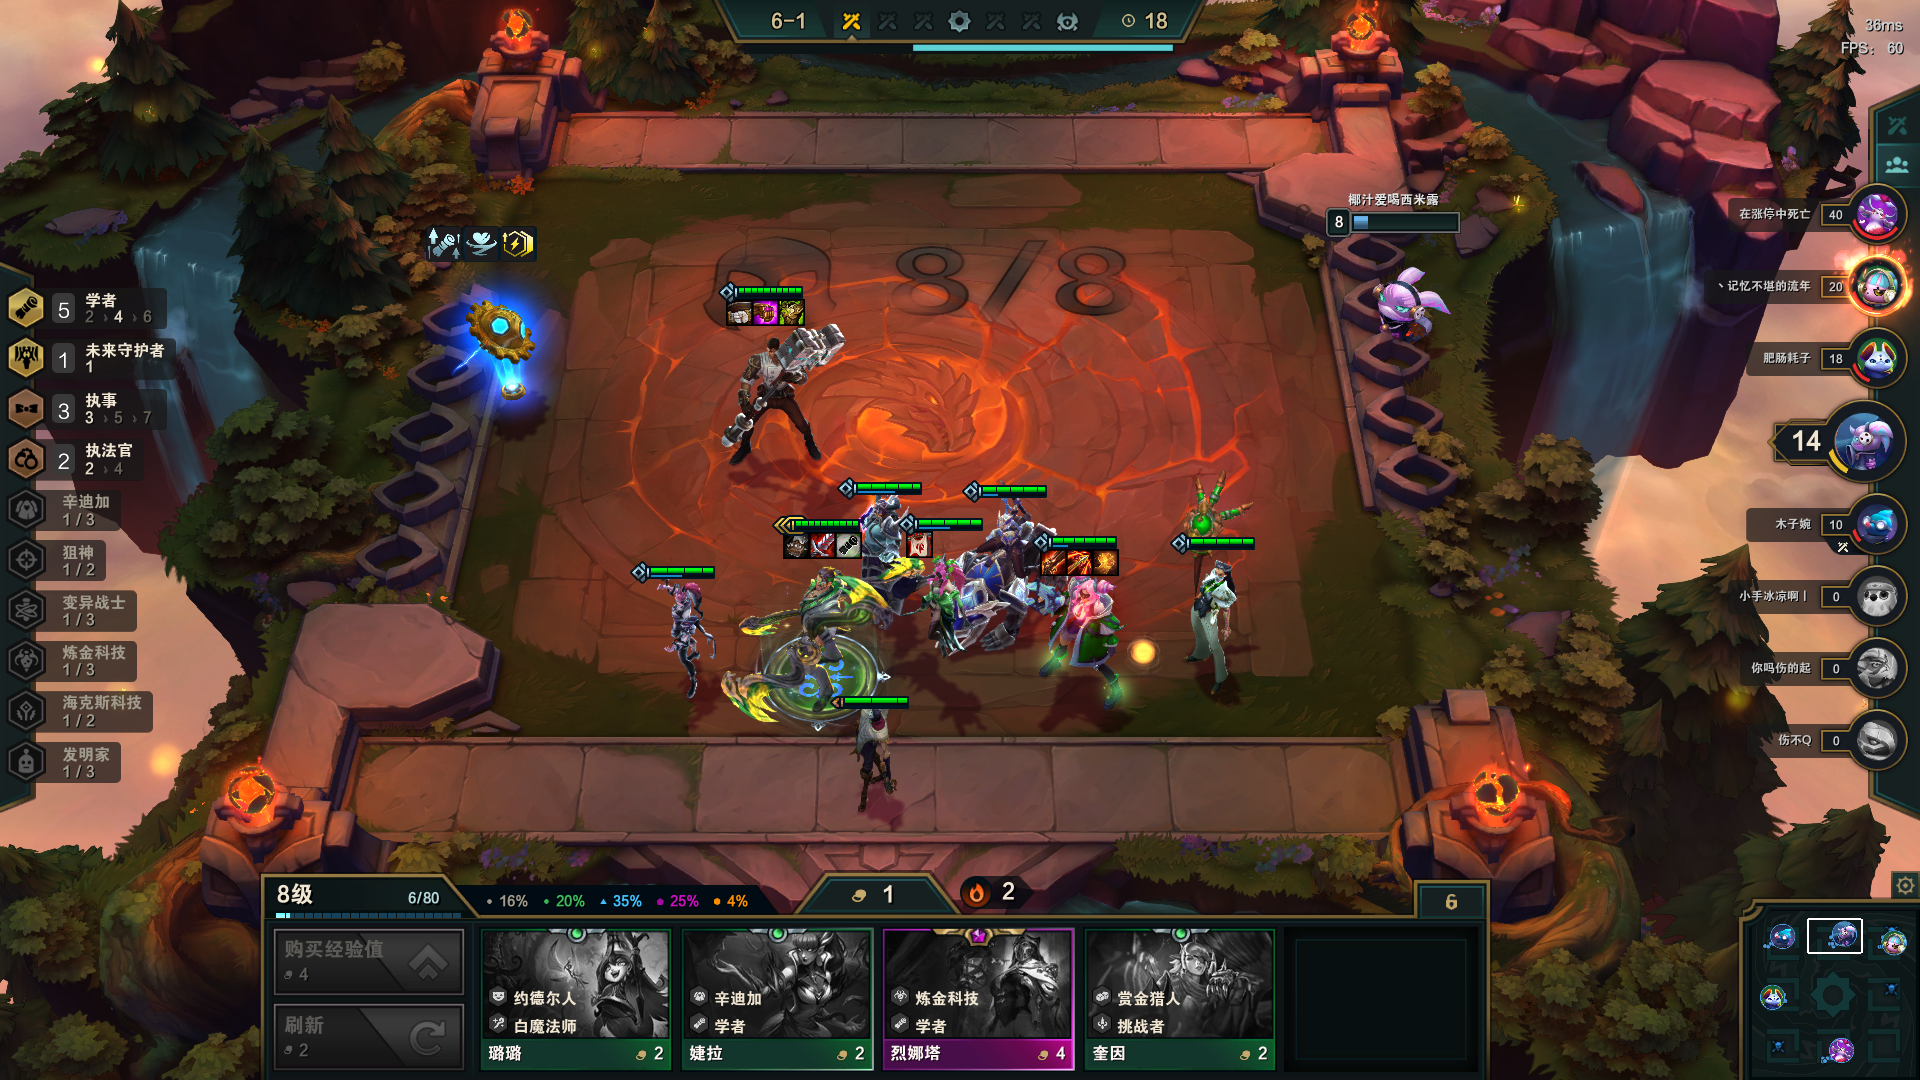 6–1
18
36ms
FPS： 60
8/8
椰汁爱喝西米露
8
在涨停中死亡
40
丶记忆不堪的流年
20
肥肠耗子
18
14
木子婉
10
小手冰凉啊丨
0
你吗伤的起
0
伤不Q
0
5
学者
2 › 4 › 6
1
未来守护者
1
3
执事
3 › 5 › 7
2
执法官
2 › 4
辛迪加
1 / 3
狙神
1 / 2
变异战士
1 / 3
炼金科技
1 / 3
海克斯科技
1 / 2
发明家
1 / 3
8级
6/80
16%
20%
35%
25%
4%
1
2
6
购买经验值
4
刷新
2
约德尔人
白魔法师
璐璐
2
辛迪加
学者
婕拉
2
炼金科技
学者
烈娜塔
4
赏金猎人
挑战者
奎因
2